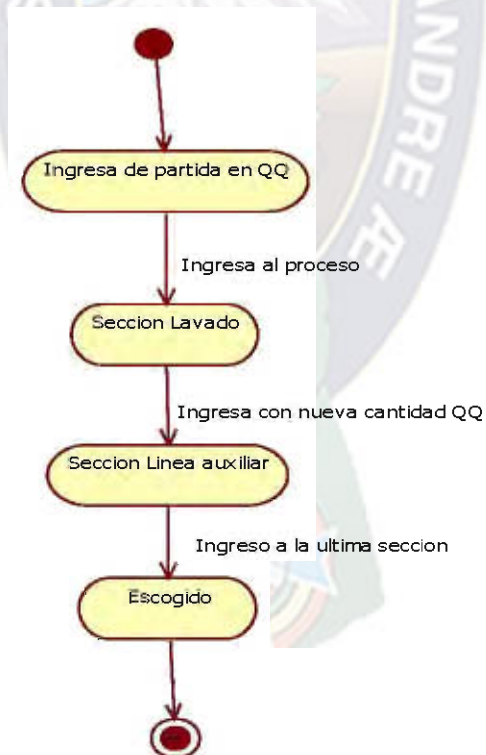 Ingresa de partida en QQ
Ingresa al proceso
Seccion Lavado
Ingresa con nueva cantidad QQ
Seccion Linea auxiliar
Ingreso a la ultima seccion
Escogido
ANDREÆ